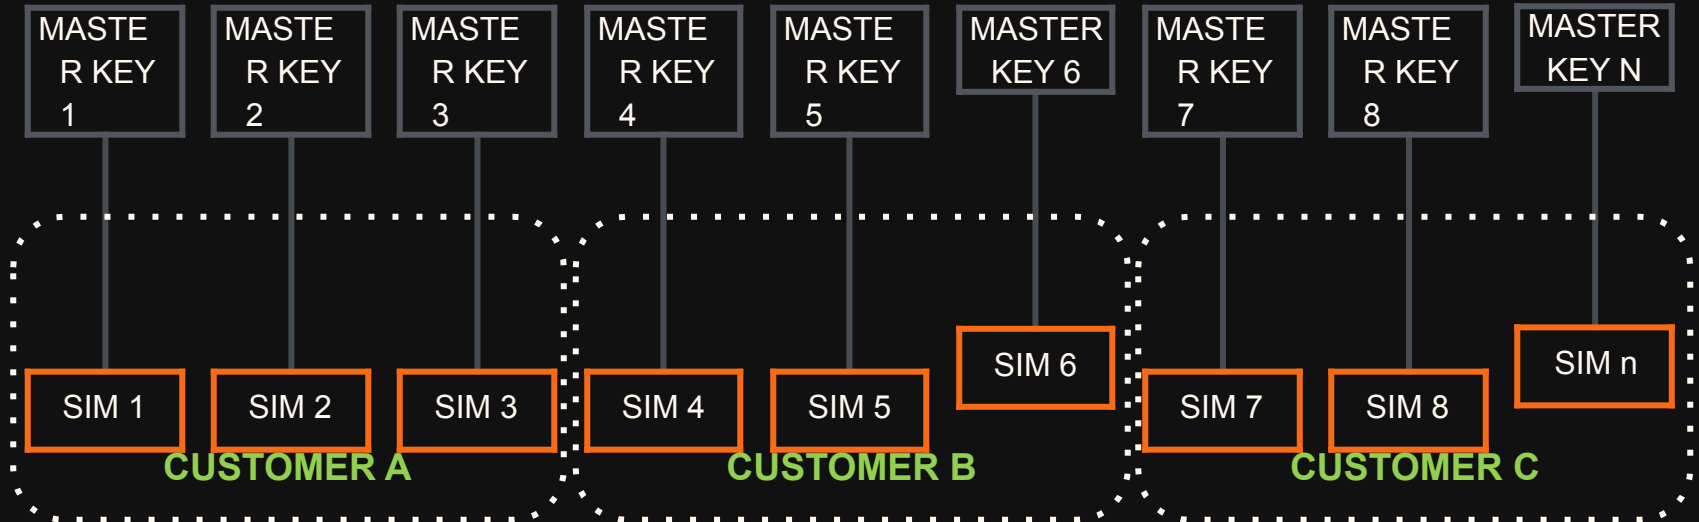 MASTE
R KEY
1
MASTE
R KEY
2
MASTE
R KEY
3
MASTE
R KEY
4
MASTE
R KEY
5
MASTER
KEY 6
MASTE
R KEY
7
MASTE
R KEY
8
MASTER
KEY N
SIM 1
SIM 2
SIM 3
SIM 4
SIM 5
SIM 6
SIM 7
SIM 8
SIM n
CUSTOMER A
CUSTOMER B
CUSTOMER C